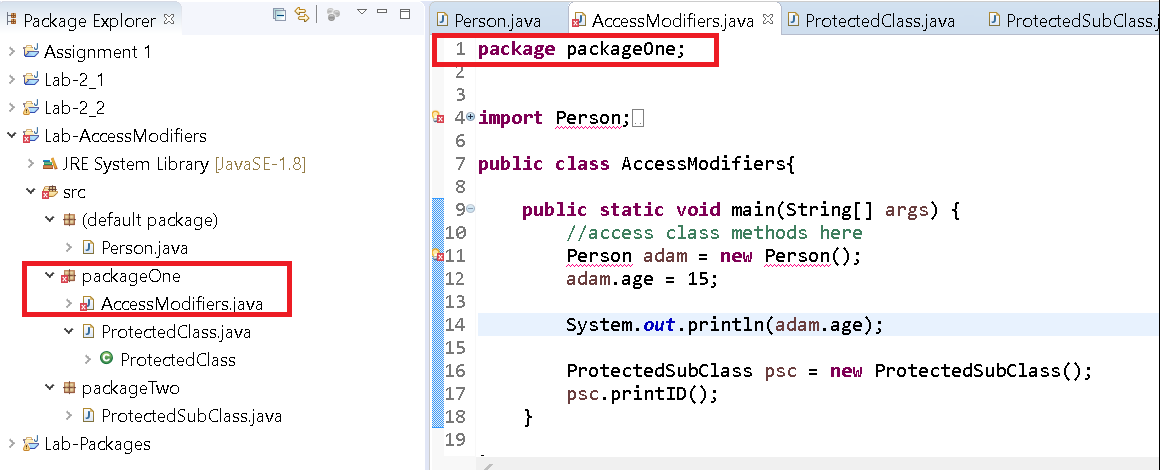 Package Explorer
Assignment 1
Lab-2_1
Lab-2_2
Lab-AccessModifiers
JRE System Library [JavaSE-1.8]
src
(default package)
Person.java
packageOne
AccessModifiers.java
ProtectedClass.java
ProtectedClass
packageTwo
ProtectedSubClass.java
Lab-Packages
Person.java AccessModifiers.java ProtectedClass.java ProtectedSubClass.j
1 package packageOne;
2
3
4 import Person;
6
7 public class AccessModifiers{
8
9 public static void main(String[] args) {
10 //access class methods here
11 Person adam = new Person();
12 adam.age = 15;
13
14 System.out.println(adam.age);
15
16 ProtectedSubClass psc = new ProtectedSubClass();
17 psc.printID();
18 }
19